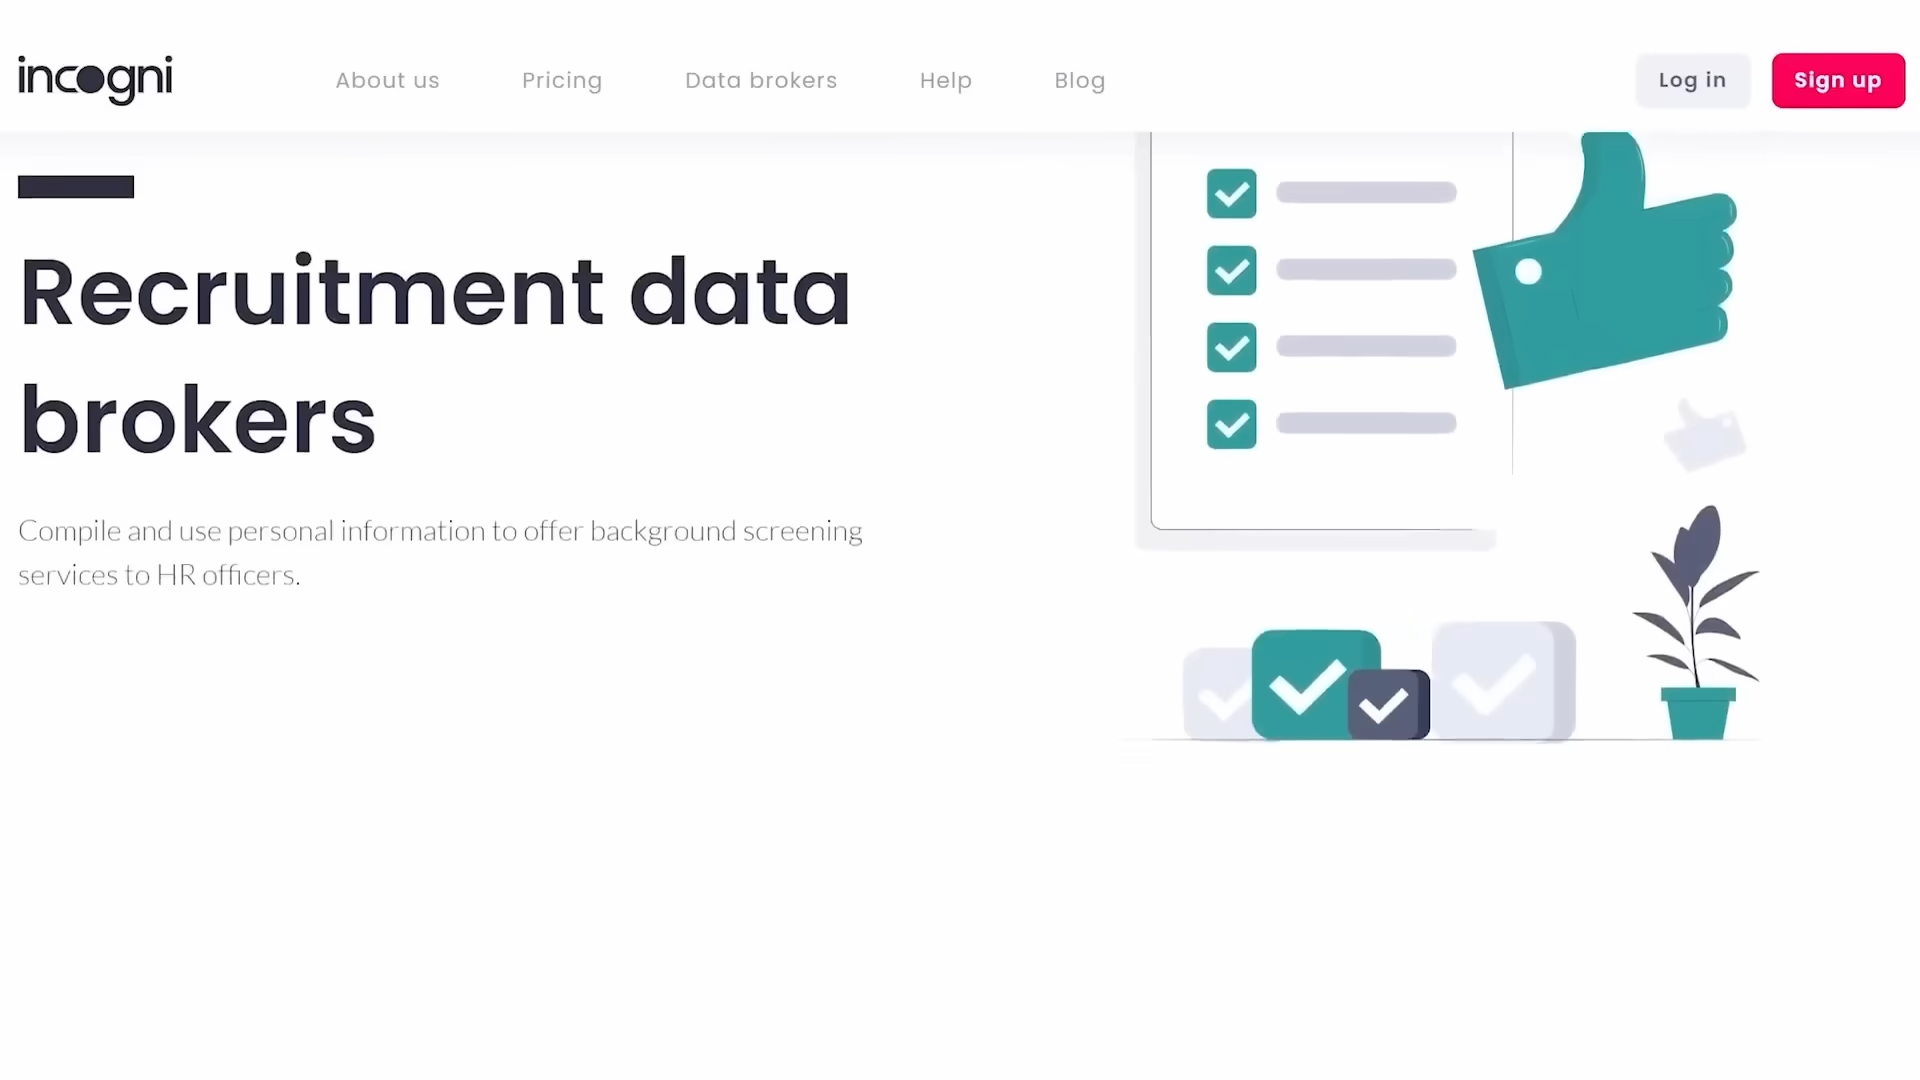 incogni
About us
Pricing
Data brokers
Help
Blog
Log in
Sign up
Recruitment data
brokers
Compile and use personal information to offer background screening
services to HR officers.